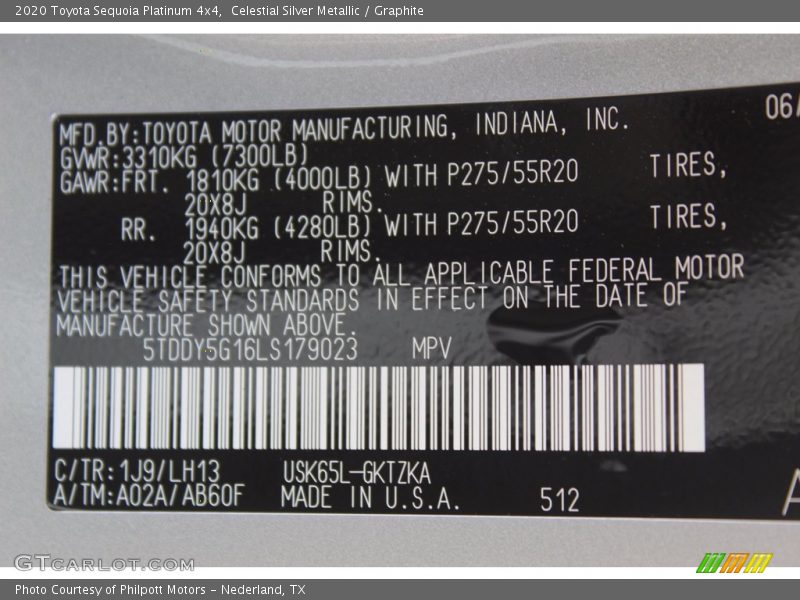 2020 Toyota Sequoia Platinum 4x4,  Celestial Silver Metallic / Graphite
06/
MFD.BY:TOYOTA MOTOR MANUFACTURING, INDIANA, INC.
GVWR:3310KG (7300LB)
GAWR:FRT. 1810KG (4000LB) WITH P275/55R20 TIRES,
20X8J RIMS.
RR. 1940KG (4280LB) WITH P275/55R20 TIRES,
20X8J RIMS.
THIS VEHICLE CONFORMS TO ALL APPLICABLE FEDERAL MOTOR
VEHICLE SAFETY STANDARDS IN EFFECT ON THE DATE OF
MANUFACTURE SHOWN ABOVE.
5TDDY5G16LS179023 MPV
C/TR:1J9/LH13 USK65L-GKTZKA
A/TM:A02A/AB60F MADE IN U.S.A. 512
A
GTCARLOT.COM
Photo Courtesy of Philpott Motors - Nederland, TX